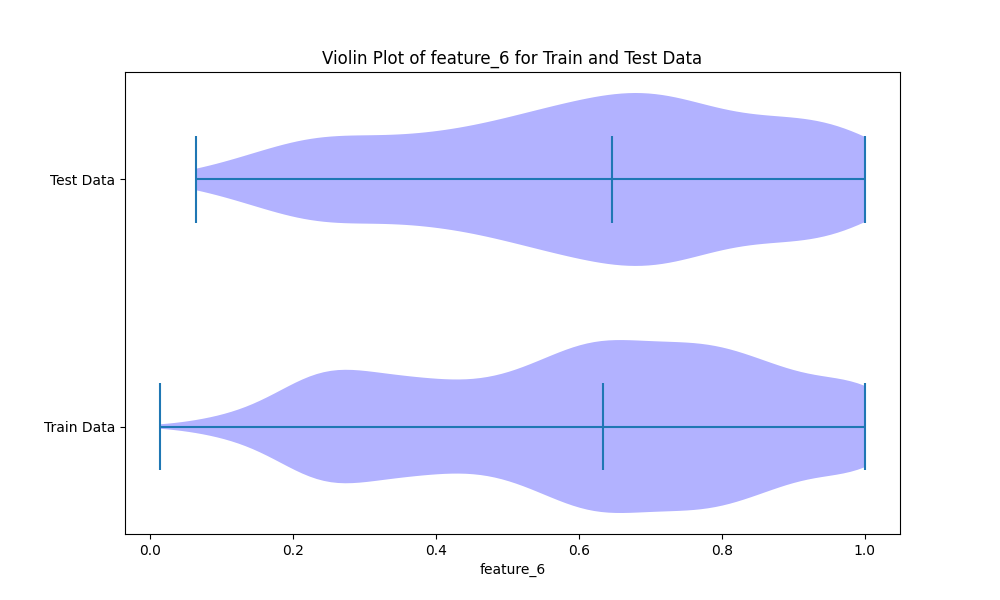 Violin Plot of feature_6 for Train and Test Data
Test Data
Train Data
0.0 0.2 0.4 0.6 0.8 1.0
feature_6